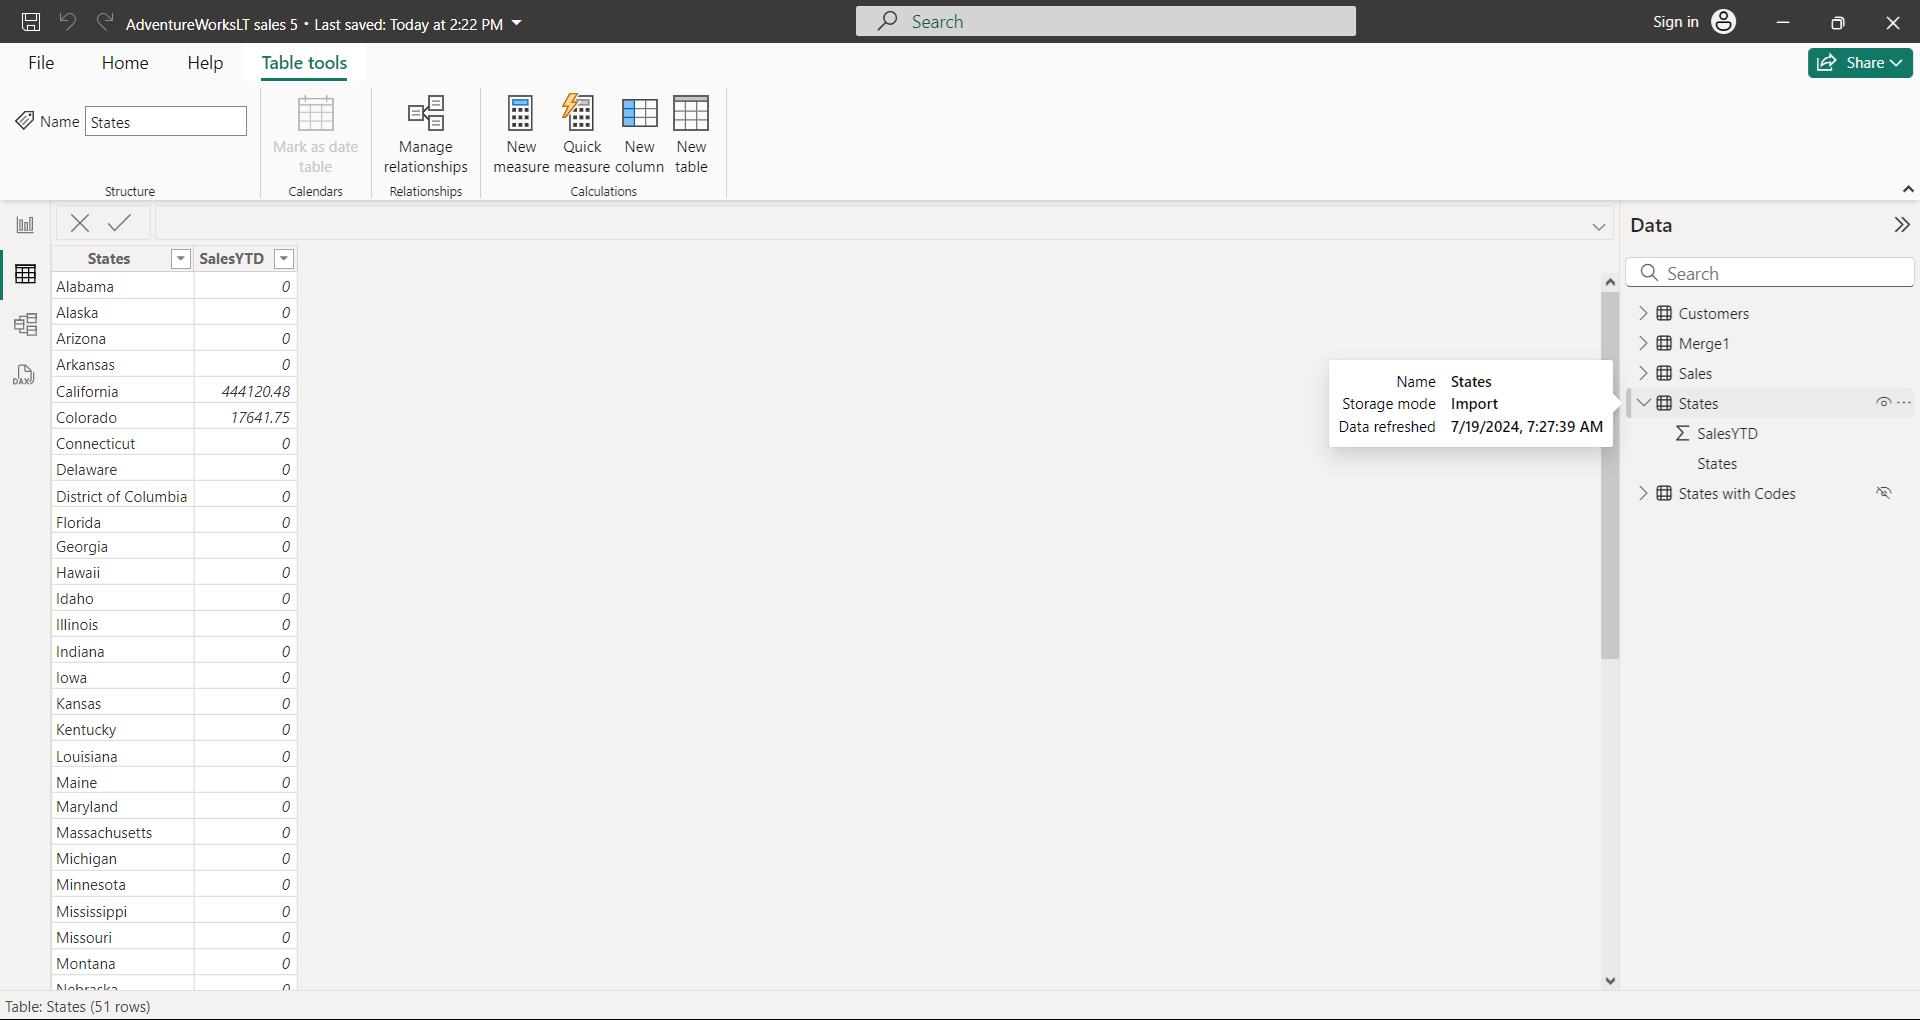 AdventureWorksLT sales 5 • Last saved: Today at 2:22 PM
Search
Sign in
File Home Help Table tools
Share
Name States
Mark as date
table
Manage
relationships
New
measure
Quick
measure
New
column
New
table
Structure
Calendars
Relationships
Calculations
States SalesYTD
Alabama 0
Alaska 0
Arizona 0
Arkansas 0
California 444120.48
Colorado 17641.75
Connecticut 0
Delaware 0
District of Columbia 0
Florida 0
Georgia 0
Hawaii 0
Idaho 0
Illinois 0
Indiana 0
Iowa 0
Kansas 0
Kentucky 0
Louisiana 0
Maine 0
Maryland 0
Massachusetts 0
Michigan 0
Minnesota 0
Mississippi 0
Missouri 0
Montana 0
Nebraska 0
DAX
Name States
Storage mode Import
Data refreshed 7/19/2024, 7:27:39 AM
Data
Search
Customers
Merge1
Sales
States
SalesYTD
States
States with Codes
Table: States (51 rows)